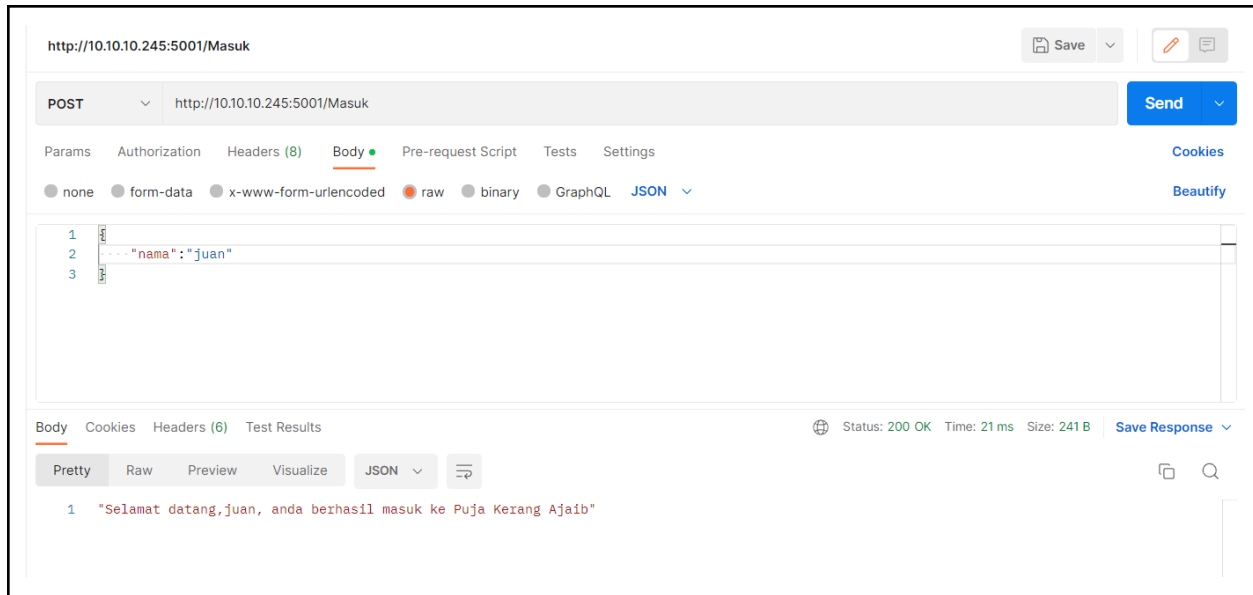 http://10.10.10.245:5001/Masuk Save
POST http://10.10.10.245:5001/Masuk Send
Params Authorization Headers (8) Body Pre-request Script Tests Settings Cookies
none form-data x-www-form-urlencoded raw binary GraphQL JSON Beautify
1 {
2 "nama":"juan"
3 }
Body Cookies Headers (6) Test Results Status: 200 OK Time: 21 ms Size: 241 B Save Response
Pretty Raw Preview Visualize JSON
1 "Selamat datang,juan, anda berhasil masuk ke Puja Kerang Ajaib"